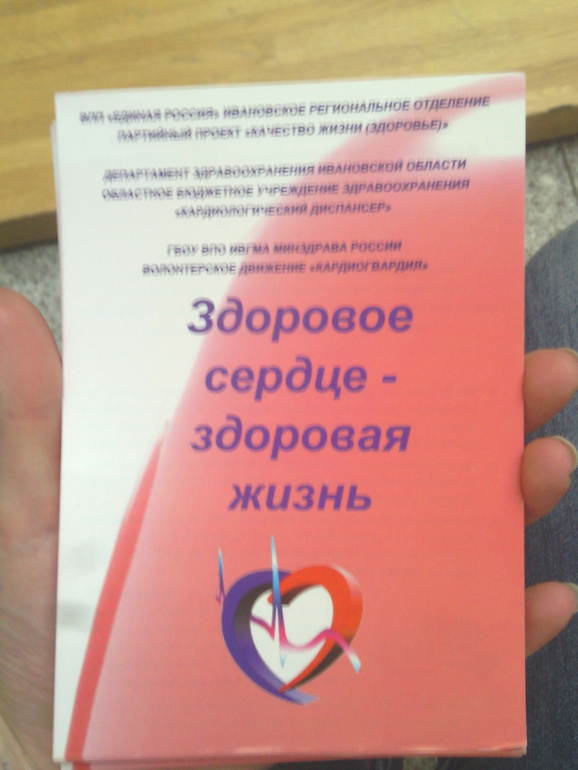 ВПП «ЕДИНАЯ РОССИЯ» ИВАНОВСКОЕ РЕГИОНАЛЬНОЕ ОТДЕЛЕНИЕ
ПАРТИЙНЫЙ ПРОЕКТ «КАЧЕСТВО ЖИЗНИ (ЗДОРОВЬЕ)»
ДЕПАРТАМЕНТ ЗДРАВООХРАНЕНИЯ ИВАНОВСКОЙ ОБЛАСТИ
ОБЛАСТНОЕ БЮДЖЕТНОЕ УЧРЕЖДЕНИЕ ЗДРАВООХРАНЕНИЯ
«КАРДИОЛОГИЧЕСКИЙ ДИСПАНСЕР»
ГБОУ ВПО ИВГМА МИНЗДРАВА РОССИИ
ВОЛОНТЕРСКОЕ ДВИЖЕНИЕ «КАРДИОГВАРДИЯ»
Здоровое
сердце -
здоровая
жизнь